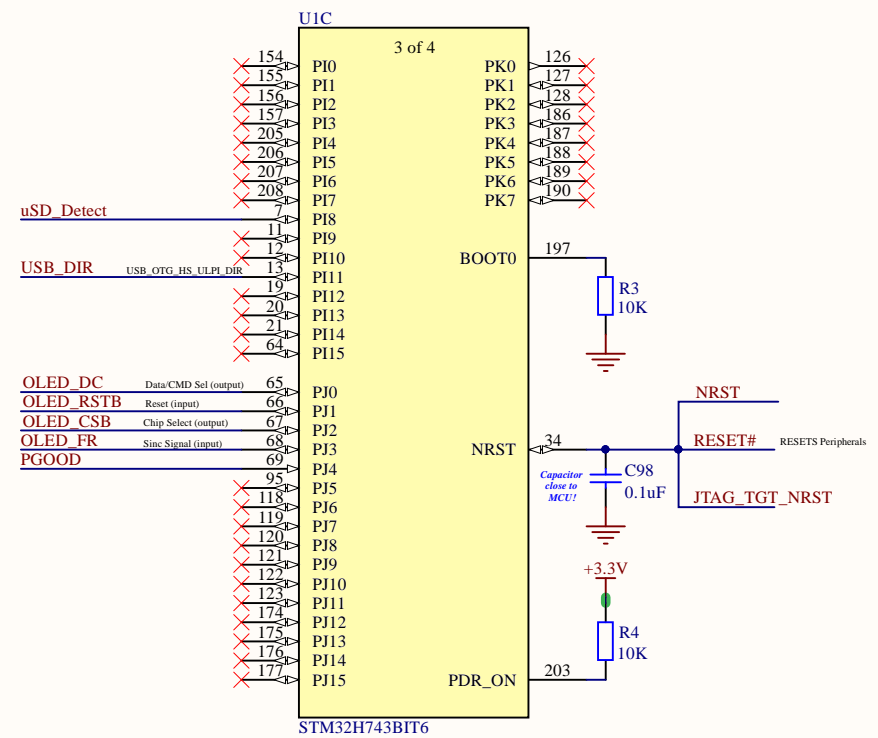 U1C
3 of 4
154 PI0 PK0 126
155 PI1 PK1 127
156 PI2 PK2 128
157 PI3 PK3 186
205 PI4 PK4 187
206 PI5 PK5 188
207 PI6 PK6 189
208 PI7 PK7 190
uSD_Detect 7 PI8
11 PI9
12 PI10 BOOT0 197
USB_DIR USB_OTG_HS_ULPI_DIR 13 PI11
19 PI12
R3
10K
20 PI13
21 PI14
64 PI15
OLED_DC Data/CMD Sel (output) 65 PJ0
NRST
OLED_RSTB Reset (input) 66 PJ1
OLED_CSB Chip Select (output) 67 PJ2
OLED_FR Sinc Signal (input) 68 PJ3 NRST 34 RESET# RESETS Peripherals
PGOOD 69 PJ4
Capacitor
close to
MCU!
C98
0.1uF
JTAG_TGT_NRST
95 PJ5
118 PJ6
119 PJ7
120 PJ8
121 PJ9
+3.3V
122 PJ10
123 PJ11
174 PJ12
R4
10K
175 PJ13
176 PJ14
177 PJ15 PDR_ON 203
STM32H743BIT6